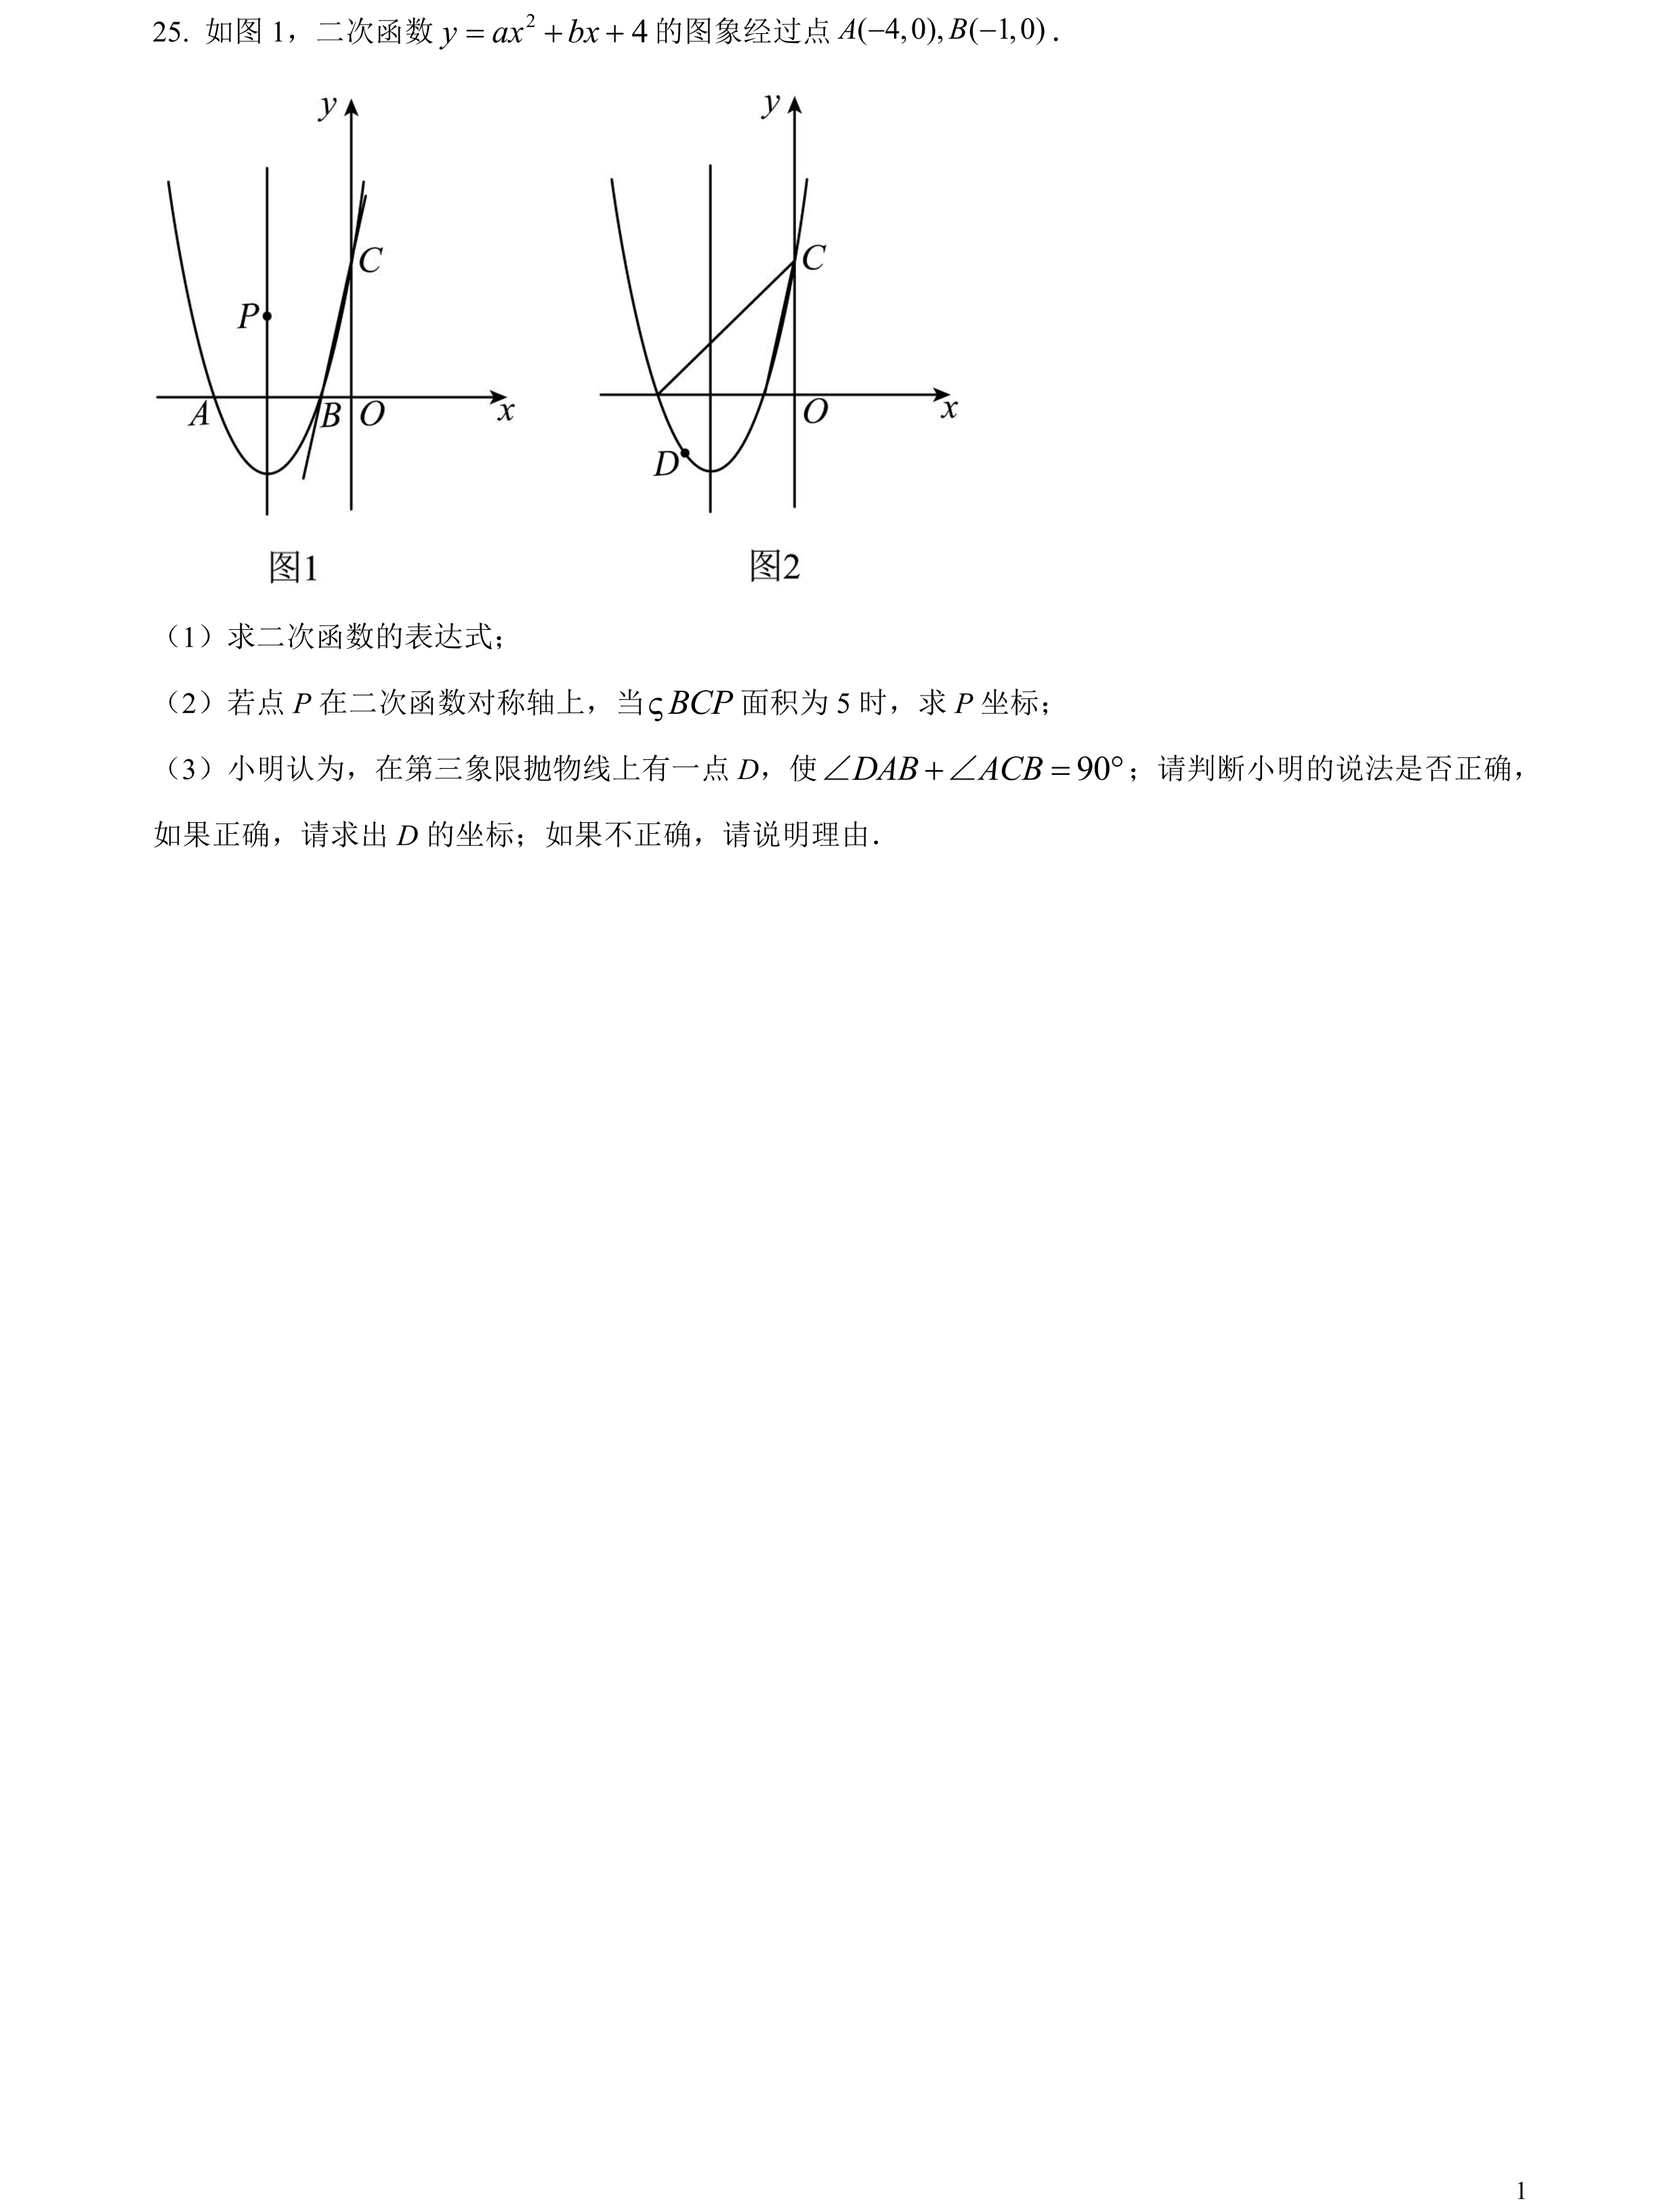 25. 如图 1，二次函数 y = ax² + bx + 4 的图象经过点 A(−4,0), B(−1,0)．
y y
C C
P
A B O x O x
D
图1 图2
（1）求二次函数的表达式；
（2）若点 P 在二次函数对称轴上，当ς BCP 面积为 5 时，求 P 坐标；
（3）小明认为，在第三象限抛物线上有一点 D，使 ∠DAB + ∠ACB = 90°；请判断小明的说法是否正确，
如果正确，请求出 D 的坐标；如果不正确，请说明理由．
1